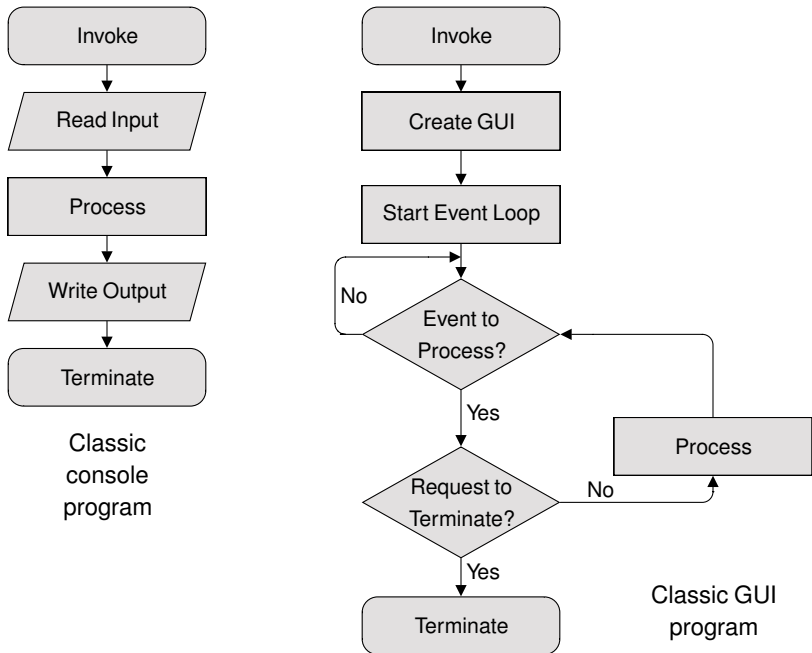 Invoke
Read Input
Process
Write Output
Terminate
Classic
console
program
Invoke
Create GUI
Start Event Loop
No
Event to
Process?
Yes
Process
Request to
Terminate?
No
Yes
Terminate
Classic GUI
program